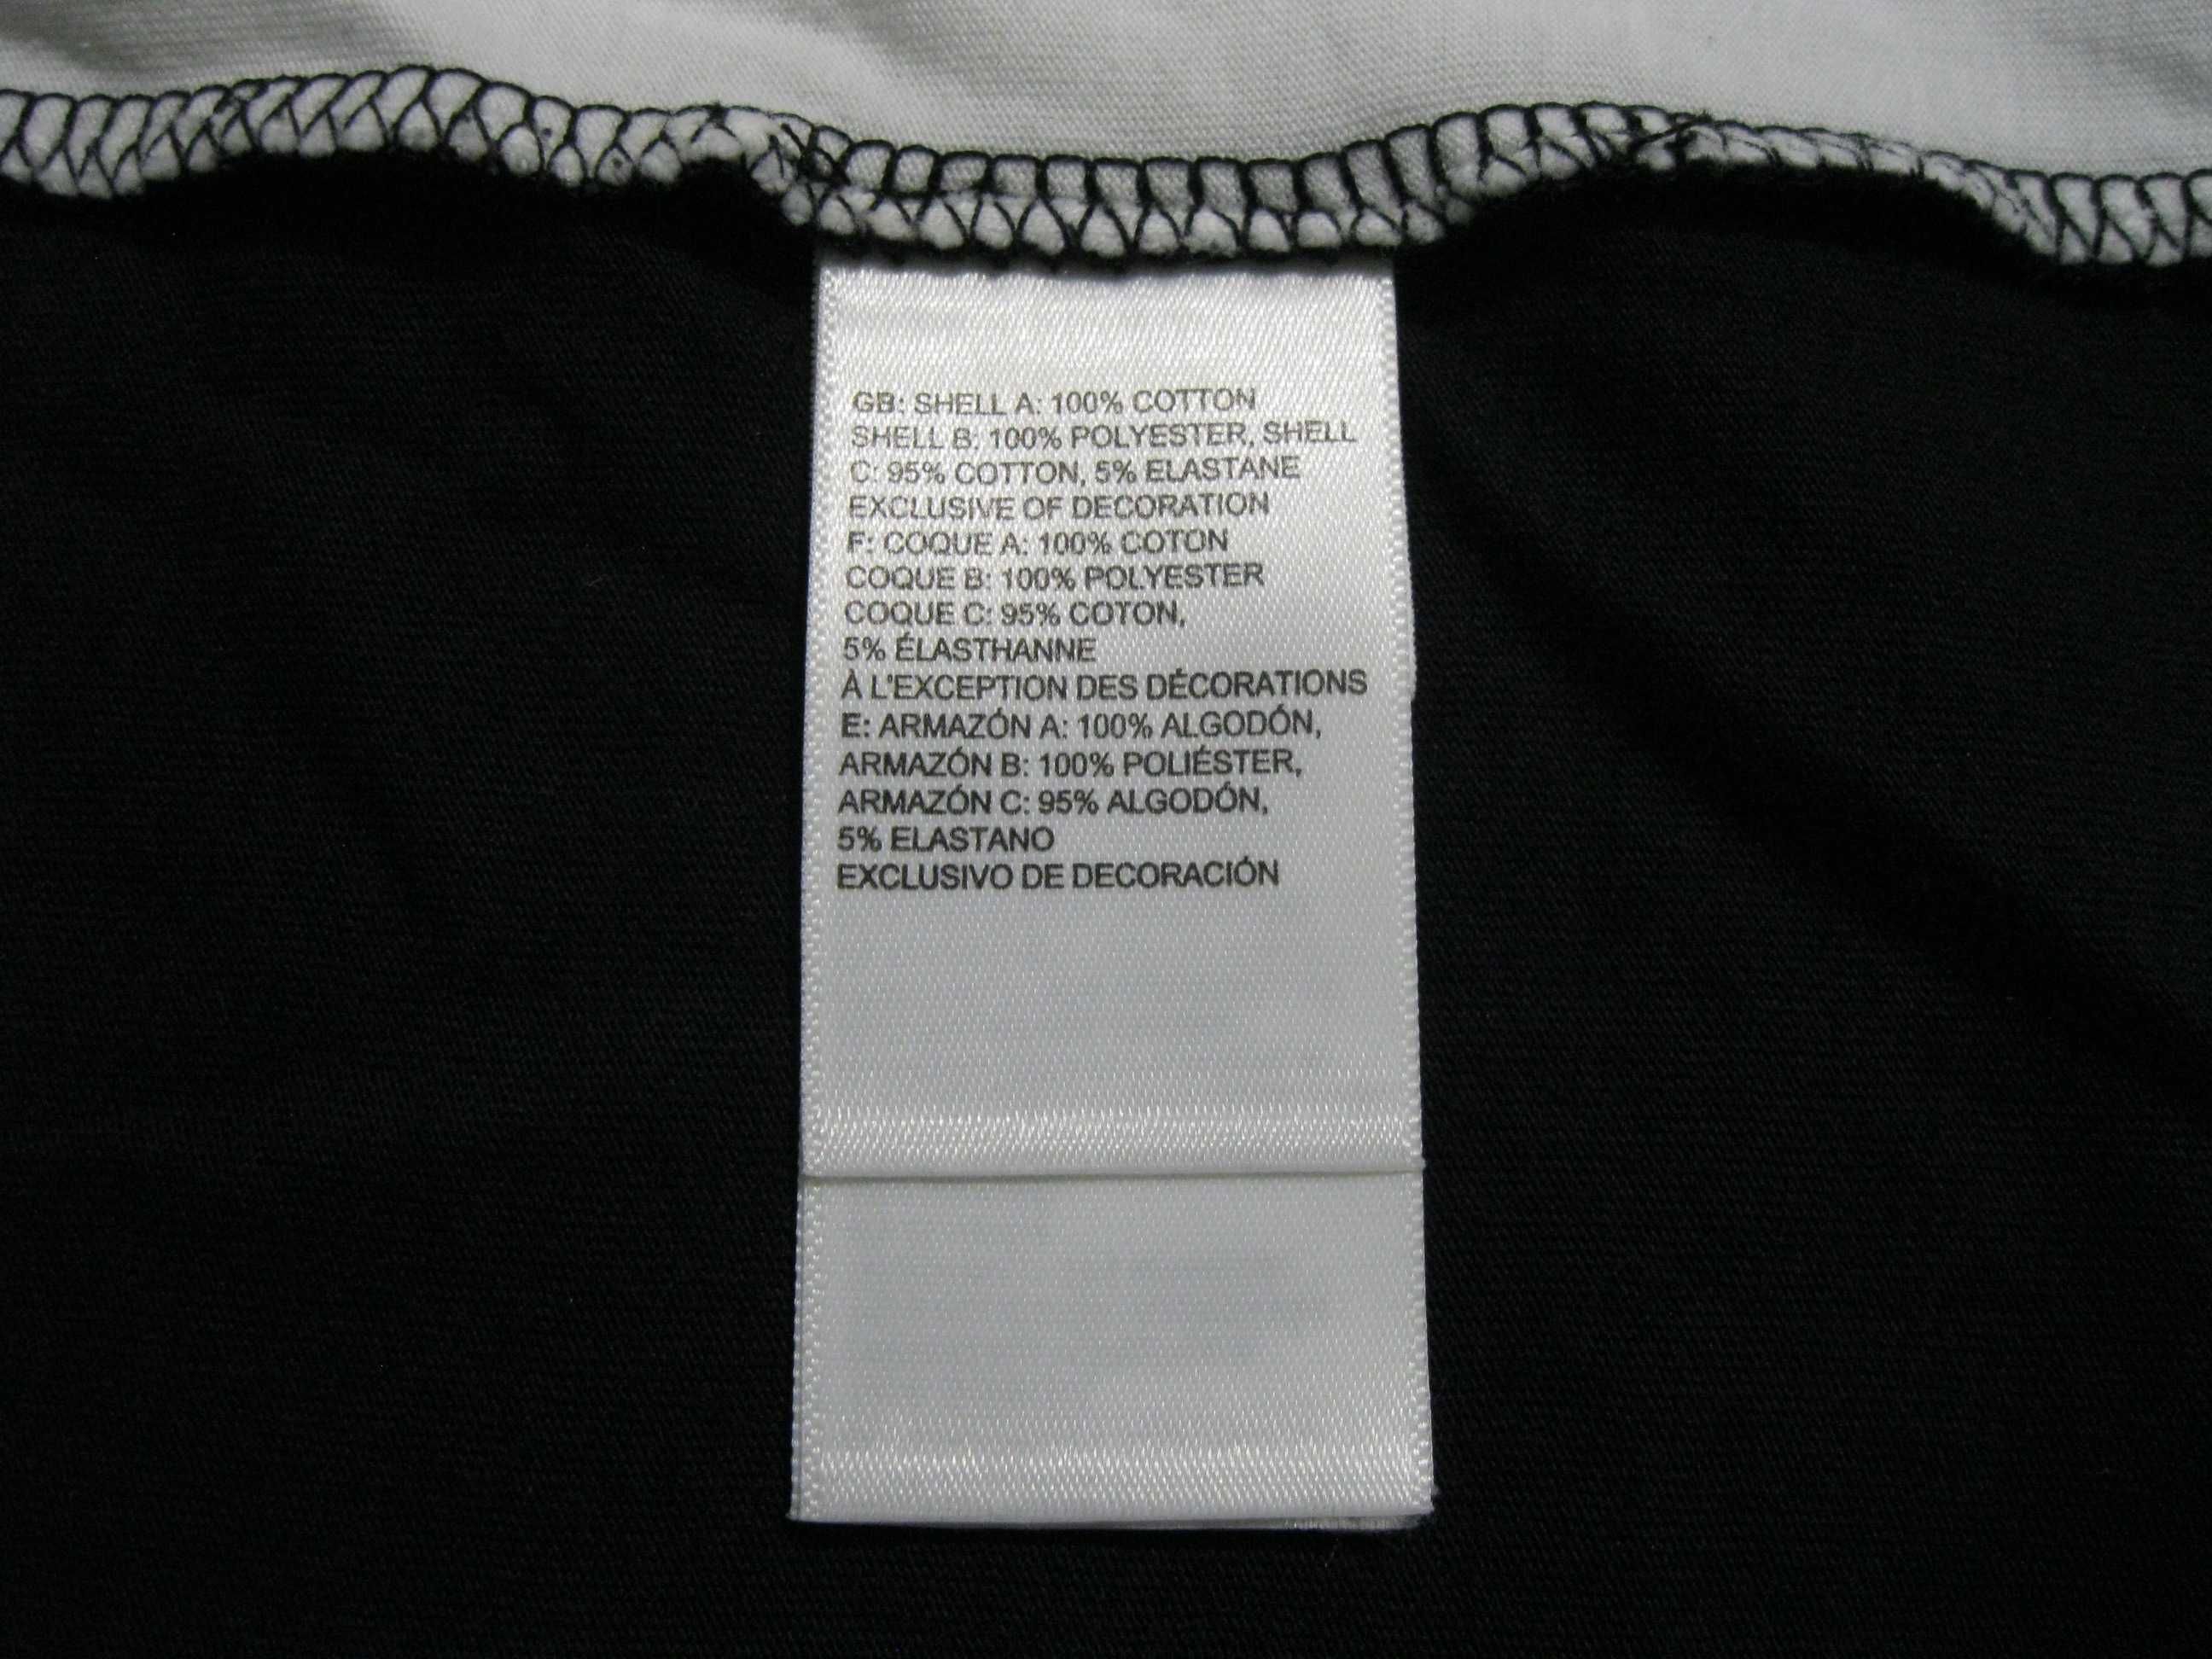 GB: SHELL A: 100% COTTON
SHELL B: 100% POLYESTER, SHELL
C: 95% COTTON, 5% ELASTANE
EXCLUSIVE OF DECORATION
F: COQUE A: 100% COTON
COQUE B: 100% POLYESTER
COQUE C: 95% COTON,
5% ÉLASTHANNE
À L'EXCEPTION DES DÉCORATIONS
E: ARMAZÓN A: 100% ALGODÓN,
ARMAZÓN B: 100% POLIÉSTER,
ARMAZÓN C: 95% ALGODÓN,
5% ELASTANO
EXCLUSIVO DE DECORACIÓN